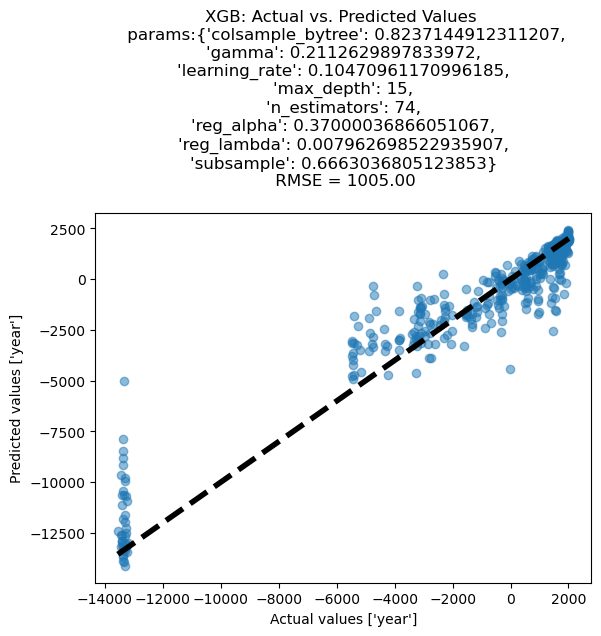 XGB: Actual vs. Predicted Values
params:{'colsample_bytree': 0.8237144912311207,
'gamma': 0.2112629897833972,
'learning_rate': 0.10470961170996185,
'max_depth': 15,
'n_estimators': 74,
'reg_alpha': 0.37000036866051067,
'reg_lambda': 0.007962698522935907,
'subsample': 0.6663036805123853}
RMSE = 1005.00
2500
0
−2500
−5000
−7500
−10000
−12500
Predicted values ['year']
−14000 −12000 −10000 −8000 −6000 −4000 −2000 0 2000
Actual values ['year']